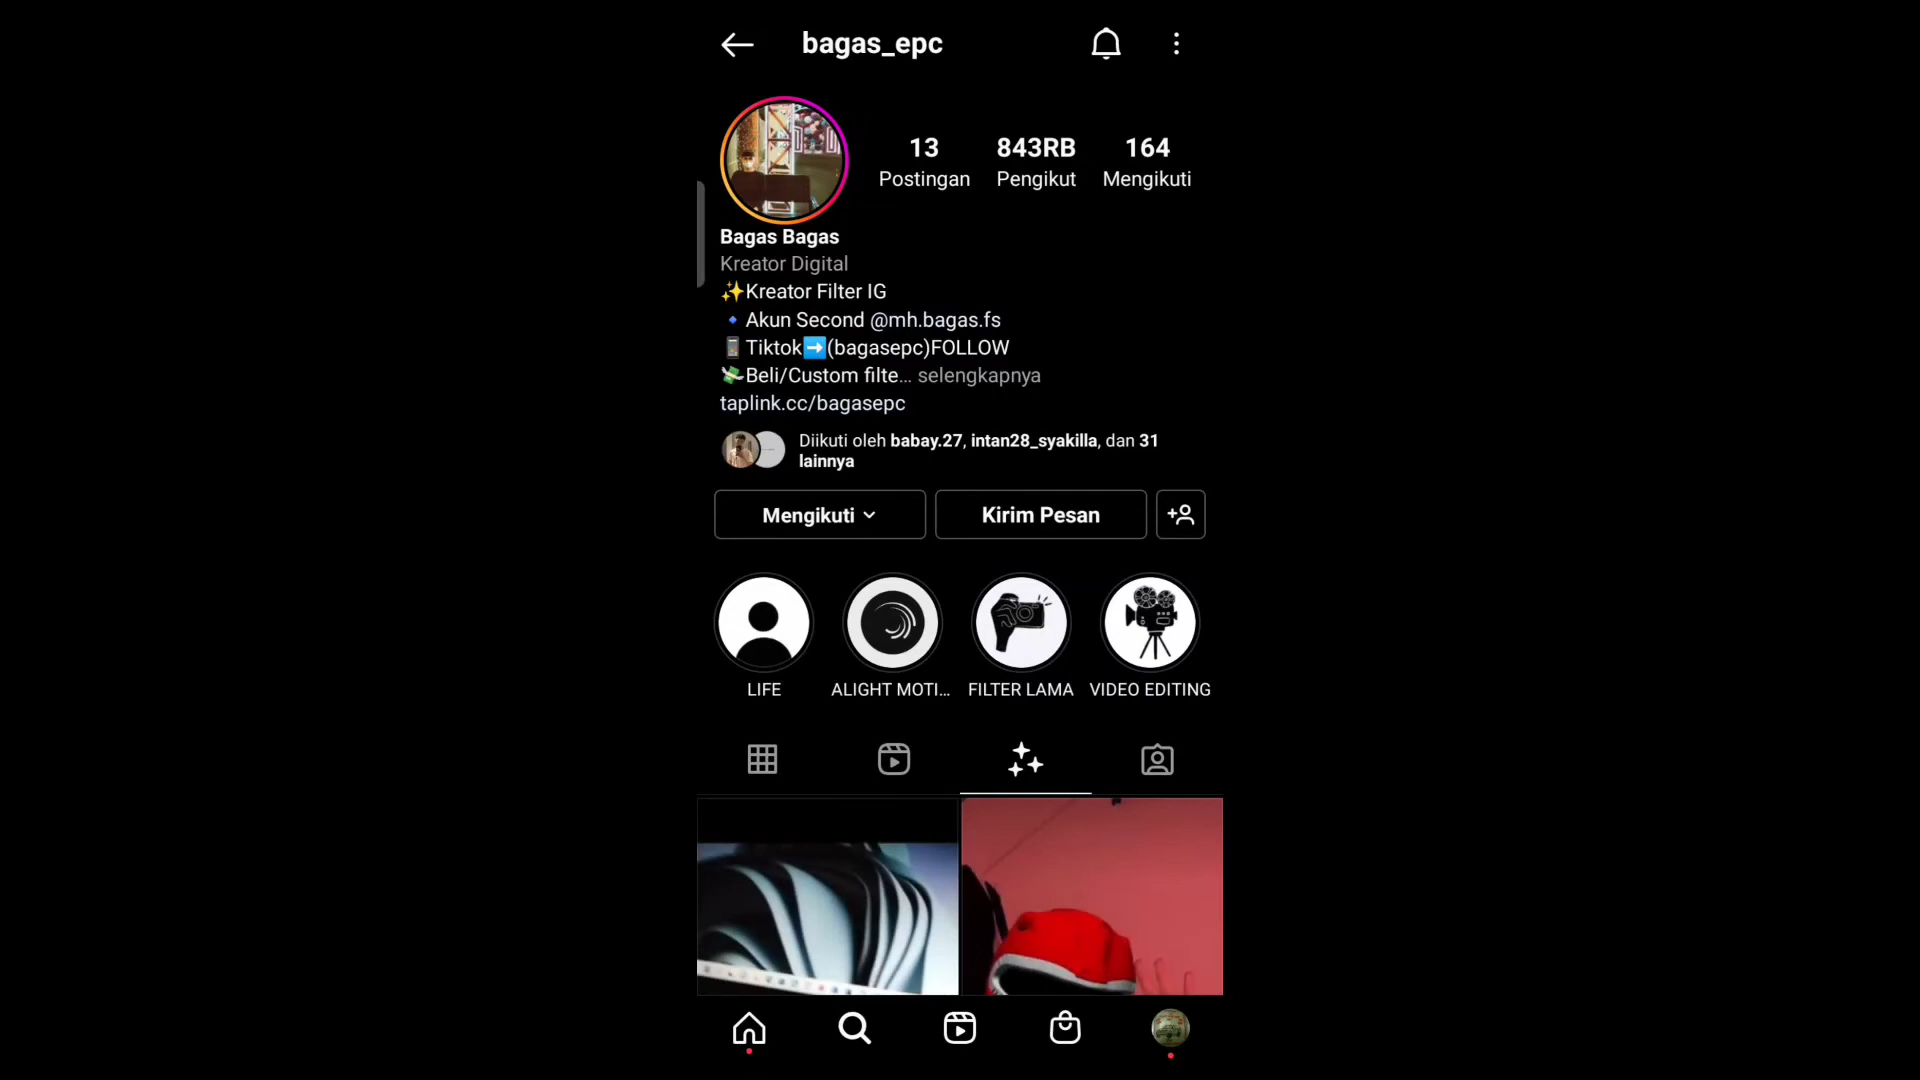 bagas_epc
13 843RB 164
Postingan Pengikut Mengikuti
Bagas Bagas
Kreator Digital
✨Kreator Filter IG
🔹Akun Second @mh.bagas.fs
📱Tiktok➡️(bagasepc)FOLLOW
💸Beli/Custom filte... selengkapnya
taplink.cc/bagasepc
Diikuti oleh babay.27, intan28_syakilla, dan 31
lainnya
Mengikuti Kirim Pesan
LIFE ALIGHT MOTI... FILTER LAMA VIDEO EDITING